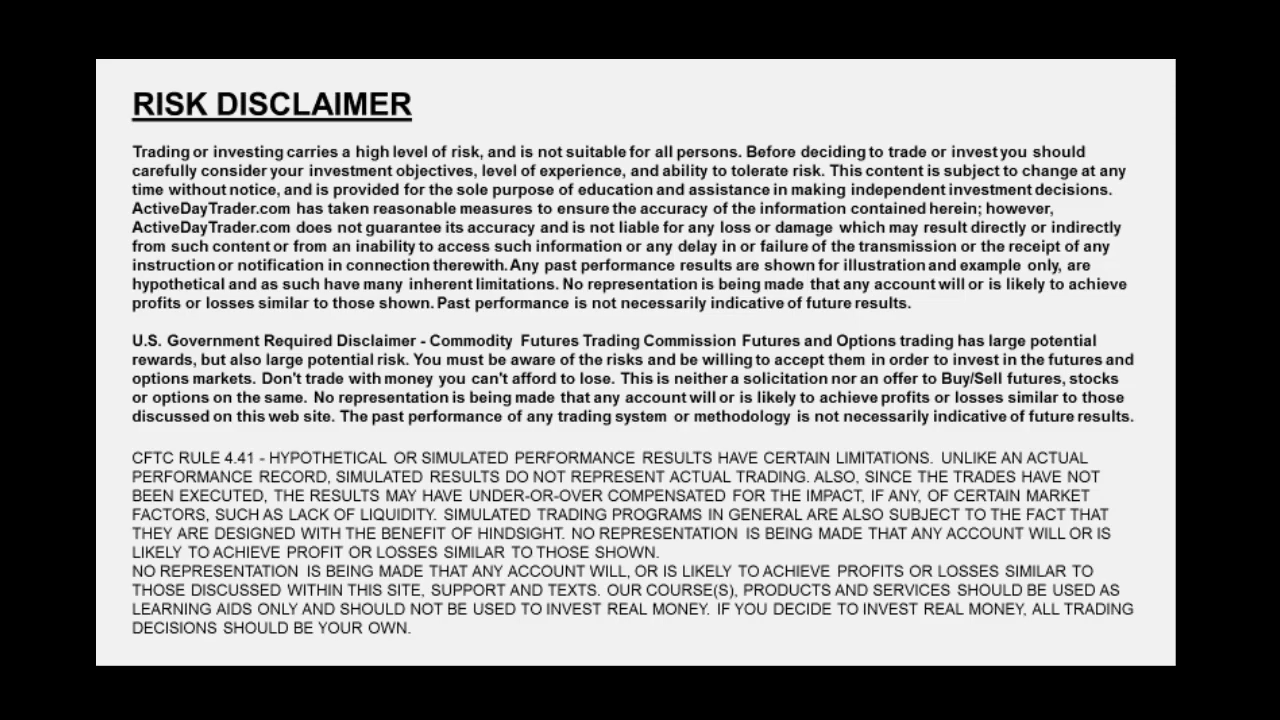 RISK DISCLAIMER
Trading or investing carries a high level of risk, and is not suitable for all persons. Before deciding to trade or invest you should
carefully consider your investment objectives, level of experience, and ability to tolerate risk. This content is subject to change at any
time without notice, and is provided for the sole purpose of education and assistance in making independent investment decisions.
ActiveDayTrader.com has taken reasonable measures to ensure the accuracy of the information contained herein; however,
ActiveDayTrader.com does not guarantee its accuracy and is not liable for any loss or damage which may result directly or indirectly
from such content or from an inability to access such information or any delay in or failure of the transmission or the receipt of any
instruction or notification in connection therewith. Any past performance results are shown for illustration and example only, are
hypothetical and as such have many inherent limitations. No representation is being made that any account will or is likely to achieve
profits or losses similar to those shown. Past performance is not necessarily indicative of future results.
U.S. Government Required Disclaimer - Commodity Futures Trading Commission Futures and Options trading has large potential
rewards, but also large potential risk. You must be aware of the risks and be willing to accept them in order to invest in the futures and
options markets. Don't trade with money you can't afford to lose. This is neither a solicitation nor an offer to Buy/Sell futures, stocks
or options on the same. No representation is being made that any account will or is likely to achieve profits or losses similar to those
discussed on this web site. The past performance of any trading system or methodology is not necessarily indicative of future results.
CFTC RULE 4.41 - HYPOTHETICAL OR SIMULATED PERFORMANCE RESULTS HAVE CERTAIN LIMITATIONS. UNLIKE AN ACTUAL
PERFORMANCE RECORD, SIMULATED RESULTS DO NOT REPRESENT ACTUAL TRADING. ALSO, SINCE THE TRADES HAVE NOT
BEEN EXECUTED, THE RESULTS MAY HAVE UNDER-OR-OVER COMPENSATED FOR THE IMPACT, IF ANY, OF CERTAIN MARKET
FACTORS, SUCH AS LACK OF LIQUIDITY. SIMULATED TRADING PROGRAMS IN GENERAL ARE ALSO SUBJECT TO THE FACT THAT
THEY ARE DESIGNED WITH THE BENEFIT OF HINDSIGHT. NO REPRESENTATION IS BEING MADE THAT ANY ACCOUNT WILL OR IS
LIKELY TO ACHIEVE PROFIT OR LOSSES SIMILAR TO THOSE SHOWN.
NO REPRESENTATION IS BEING MADE THAT ANY ACCOUNT WILL, OR IS LIKELY TO ACHIEVE PROFITS OR LOSSES SIMILAR TO
THOSE DISCUSSED WITHIN THIS SITE, SUPPORT AND TEXTS. OUR COURSE(S), PRODUCTS AND SERVICES SHOULD BE USED AS
LEARNING AIDS ONLY AND SHOULD NOT BE USED TO INVEST REAL MONEY. IF YOU DECIDE TO INVEST REAL MONEY, ALL TRADING
DECISIONS SHOULD BE YOUR OWN.